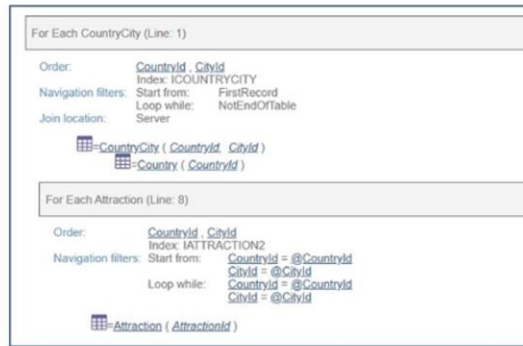 For Each CountryCity (Line: 1)
Order: CountryId , CityId
Index: ICOUNTRYCITY
Navigation filters: Start from: FirstRecord
Loop while: NotEndOfTable
Join location: Server
=CountryCity ( CountryId, CityId )
=Country ( CountryId )
For Each Attraction (Line: 8)
Order: CountryId , CityId
Index: IATTRACTION2
Navigation filters: Start from: CountryId = @CountryId
CityId = @CityId
Loop while: CountryId = @CountryId
CityId = @CityId
=Attraction ( AttractionId )